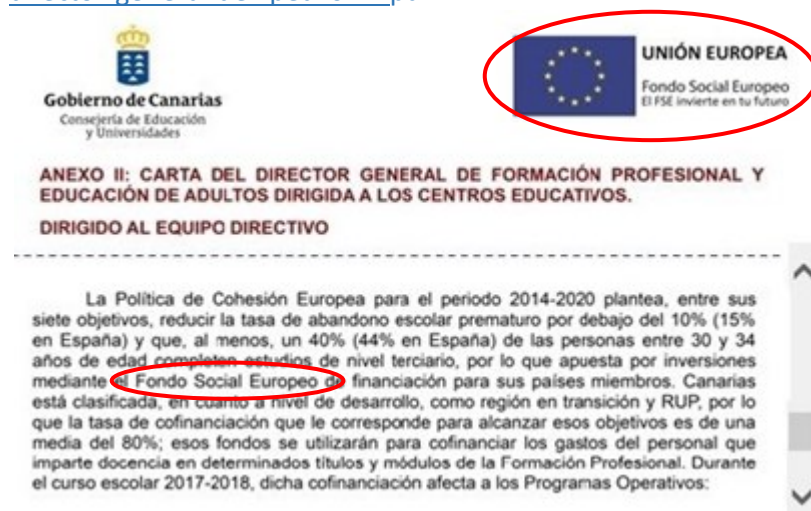 UNIÓN EUROPEA
Fondo Social Europeo
El FSE invierte en tu futuro
Gobierno de Canarias
Consejería de Educación
y Universidades
ANEXO II: CARTA DEL DIRECTOR GENERAL DE FORMACIÓN PROFESIONAL Y
EDUCACIÓN DE ADULTOS DIRIGIDA A LOS CENTROS EDUCATIVOS.
DIRIGIDO AL EQUIPO DIRECTIVO
La Política de Cohesión Europea para el periodo 2014-2020 plantea, entre sus
siete objetivos, reducir la tasa de abandono escolar prematuro por debajo del 10% (15%
en España) y que, al menos, un 40% (44% en España) de las personas entre 30 y 34
años de edad completen estudios de nivel terciario, por lo que apuesta por inversiones
mediante el Fondo Social Europeo de financiación para sus países miembros. Canarias
está clasificada, en cuanto a nivel de desarrollo, como región en transición y RUP, por lo
que la tasa de cofinanciación que le corresponde para alcanzar esos objetivos es de una
media del 80%; esos fondos se utilizarán para cofinanciar los gastos del personal que
imparte docencia en determinados títulos y módulos de la Formación Profesional. Durante
el curso escolar 2017-2018, dicha cofinanciación afecta a los Programas Operativos: